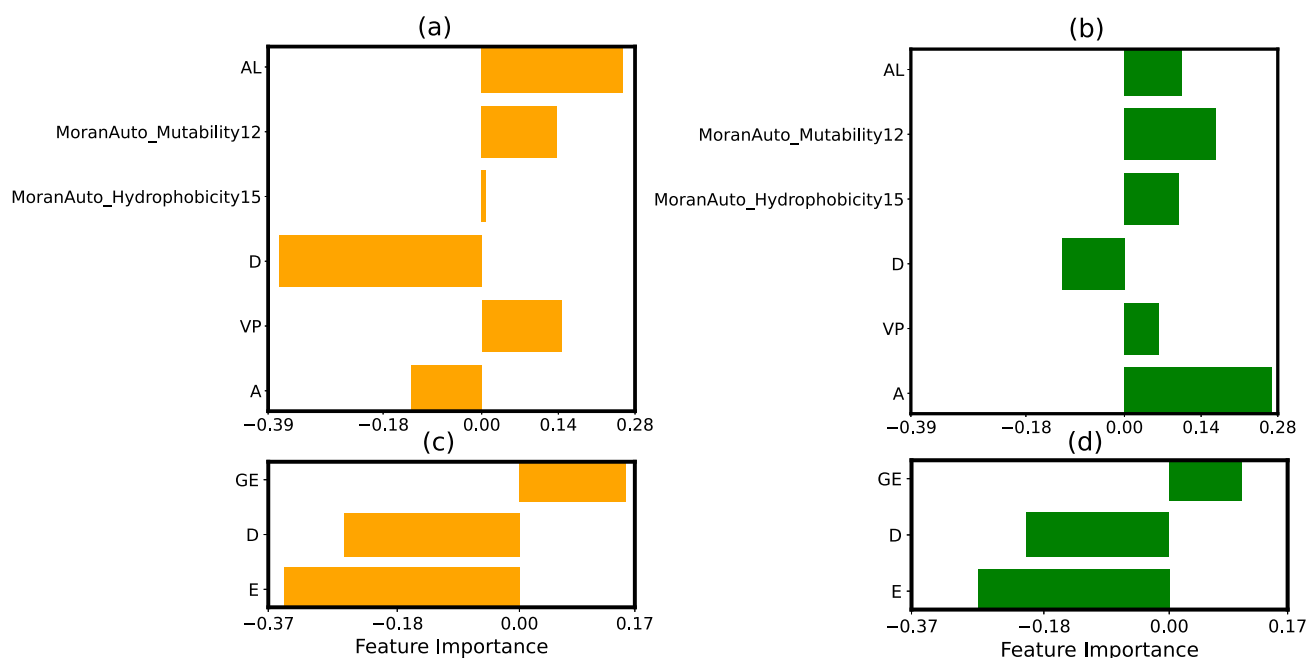 (a)
AL
MoranAuto_Mutability12
MoranAuto_Hydrophobicity15
D
VP
A
−0.39 −0.18 0.00 0.14 0.28
(b)
AL
MoranAuto_Mutability12
MoranAuto_Hydrophobicity15
D
VP
A
−0.39 −0.18 0.00 0.14 0.28
(c)
GE
D
E
−0.37 −0.18 0.00 0.17
Feature Importance
(d)
GE
D
E
−0.37 −0.18 0.00 0.17
Feature Importance